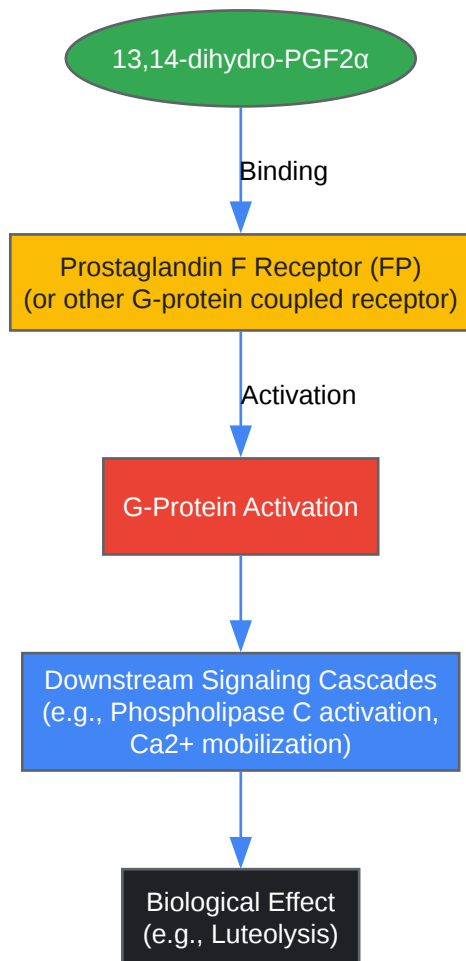 13,14-dihydro-PGF2α
Binding
Prostaglandin F Receptor (FP)
(or other G-protein coupled receptor)
Activation
G-Protein Activation
Downstream Signaling Cascades
(e.g., Phospholipase C activation,
Ca2+ mobilization)
Biological Effect
(e.g., Luteolysis)